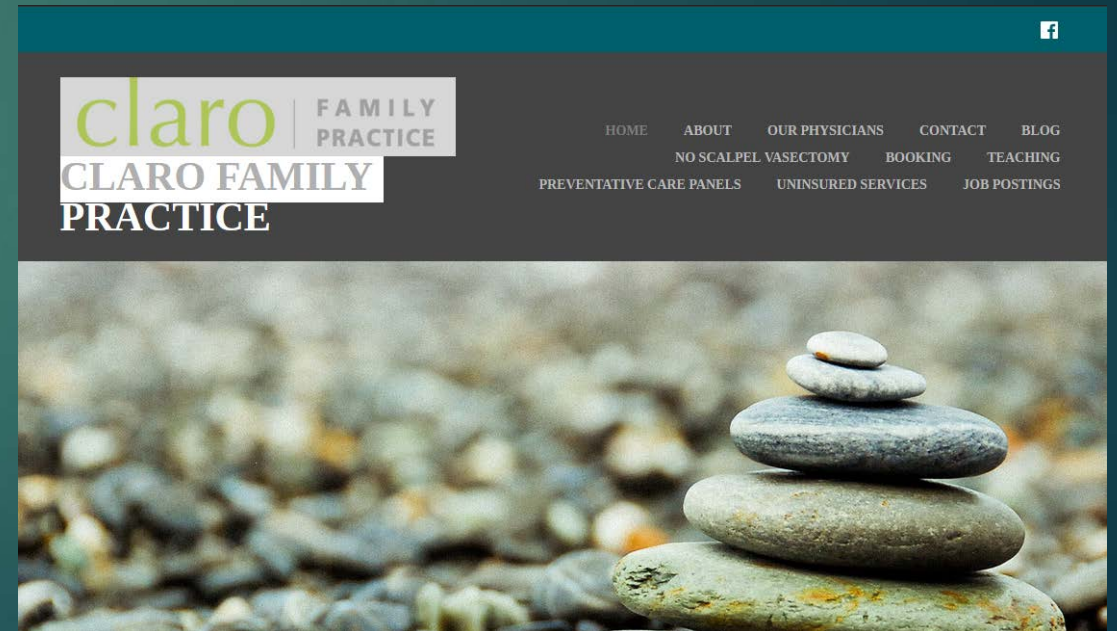 claro FAMILY
PRACTICE
CLARO FAMILY
PRACTICE
HOME ABOUT OUR PHYSICIANS CONTACT BLOG
NO SCALPEL VASECTOMY BOOKING TEACHING
PREVENTATIVE CARE PANELS UNINSURED SERVICES JOB POSTINGS